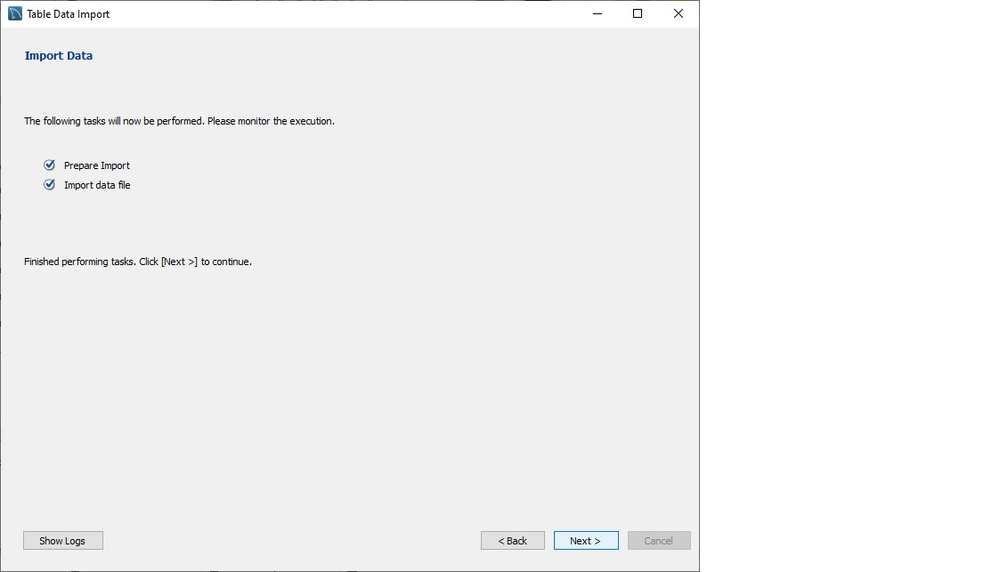 Table Data Import
Import Data
The following tasks will now be performed. Please monitor the execution.
Prepare Import
Import data file
Finished performing tasks. Click [Next >] to continue.
Show Logs
< Back
Next >
Cancel